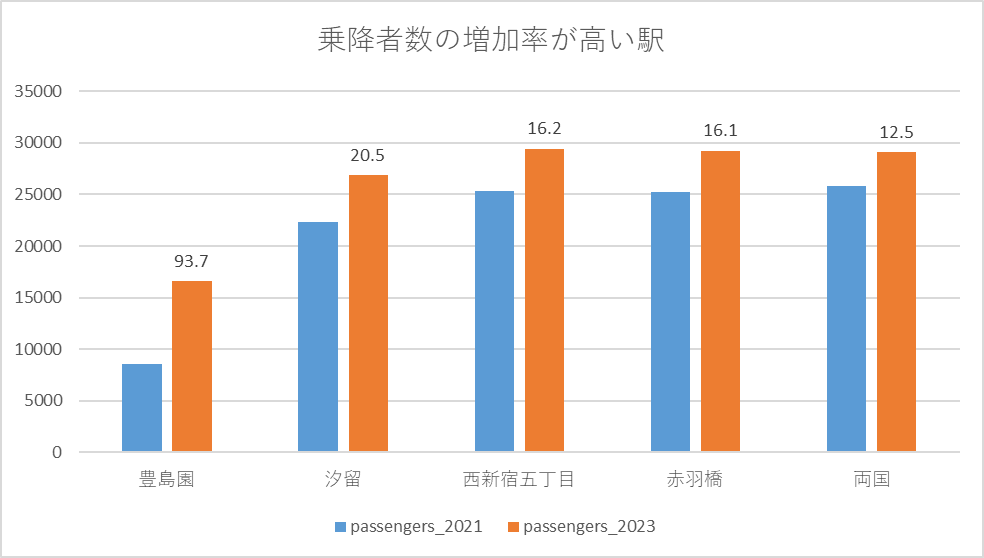 乗降者数の増加率が高い駅
35000
30000
25000
20000
15000
10000
5000
0
93.7
20.5
16.2
16.1
12.5
豊島園
汐留
西新宿五丁目
赤羽橋
両国
passengers_2021
passengers_2023